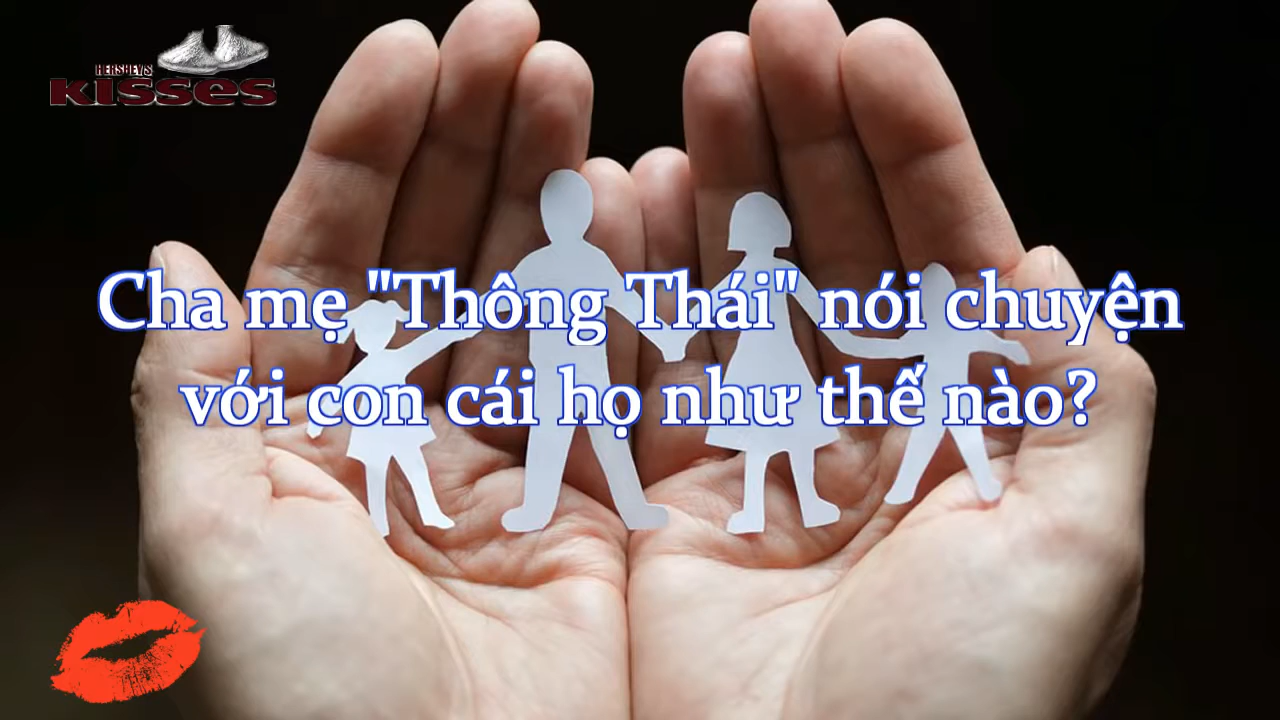 HERSHEY'S
KISSES
Cha mẹ "Thông Thái" nói chuyện
với con cái họ như thế nào?